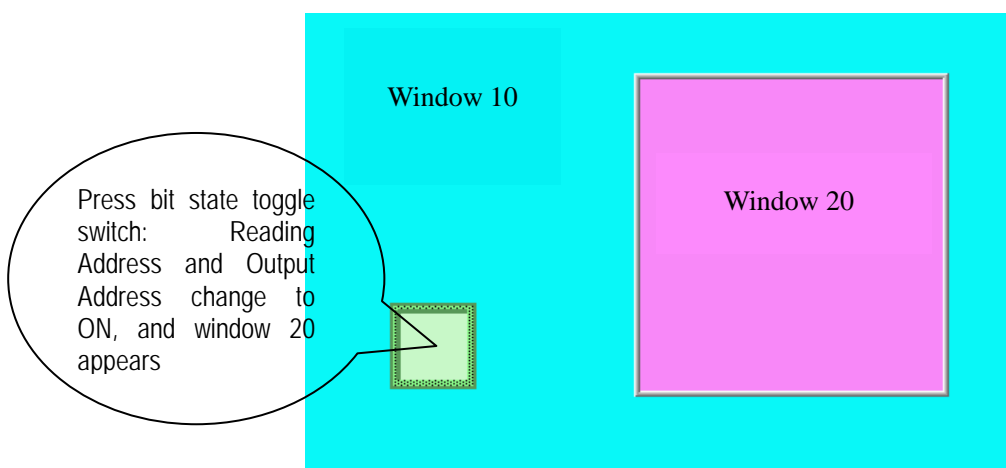 Window 10
Window 20
Press bit state toggle
switch: Reading
Address and Output
Address change to
ON, and window 20
appears